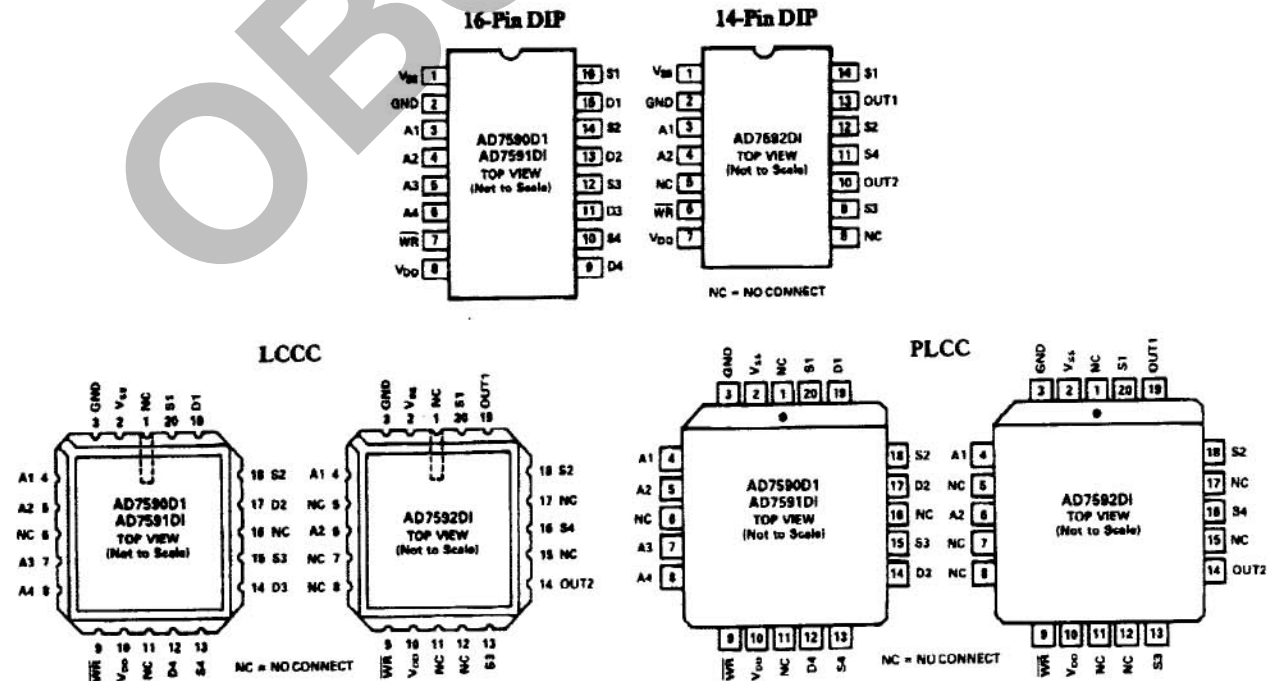 OB
16-Pin DIP
14-Pin DIP
VSS 1
16 S1
GND 2
15 D1
A1 3
14 S2
A2 4
13 D2
A3 5
12 S3
A4 6
11 D3
WR 7
10 S4
VDD 8
9 D4
AD7590D1
AD7591DI
TOP VIEW
(Not to Scale)
VSS 1
14 S1
GND 2
13 OUT1
A1 3
12 S2
A2 4
11 S4
NC 5
10 OUT2
WR 6
9 S3
VDD 7
8 NC
AD7592DI
TOP VIEW
(Not to Scale)
NC = NO CONNECT
LCCC
GND VSS NC S1 D1
3 2 1 20 19
A1 4
18 S2
A2 5
17 D2
NC 6
16 NC
A3 7
15 S3
A4 8
14 D3
AD7590D1
AD7591DI
TOP VIEW
(Not to Scale)
9 10 11 12 13
WR VDD NC D4 S4
GND VSS NC S1 OUT1
3 2 1 20 19
A1 4
18 S2
NC 5
17 NC
A2 6
16 S4
NC 7
15 NC
NC 8
14 OUT2
AD7592DI
TOP VIEW
(Not to Scale)
9 10 11 12 13
WR VDD NC NC S3
NC = NO CONNECT
PLCC
GND VSS NC S1 D1
3 2 1 20 19
A1 4
18 S2
A2 5
17 D2
NC 6
16 NC
A3 7
15 S3
A4 8
14 D3
AD7590D1
AD7591DI
TOP VIEW
(Not to Scale)
9 10 11 12 13
WR VDD NC D4 S4
GND VSS NC S1 OUT1
3 2 1 20 19
A1 4
18 S2
NC 5
17 NC
A2 6
16 S4
NC 7
15 NC
NC 8
14 OUT2
AD7592DI
TOP VIEW
(Not to Scale)
9 10 11 12 13
WR VDD NC NC S3
NC = NO CONNECT